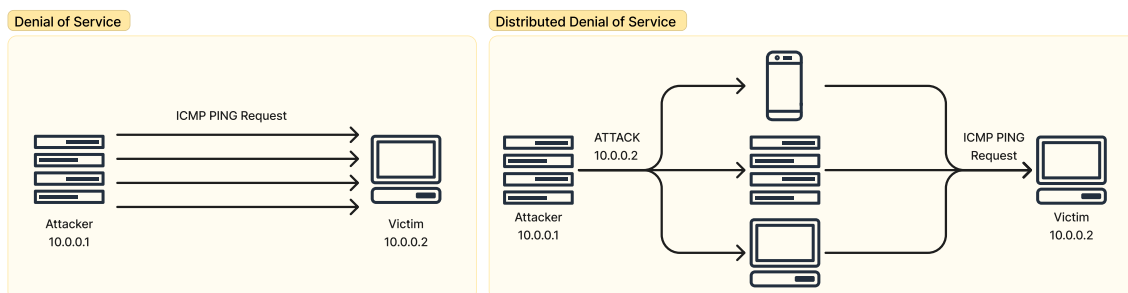 Denial of Service
ICMP PING Request
Attacker
10.0.0.1
Victim
10.0.0.2
Distributed Denial of Service
ATTACK
10.0.0.2
ICMP PING
Request
Attacker
10.0.0.1
Victim
10.0.0.2